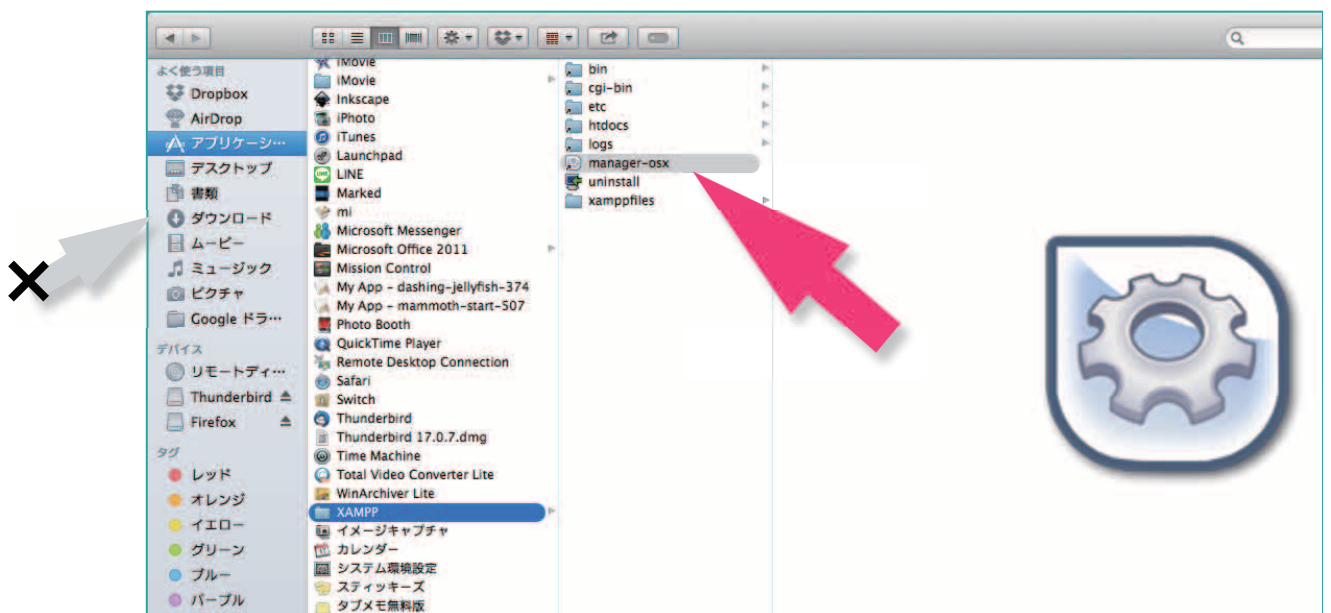 よく使う項目
Dropbox
AirDrop
アプリケーシ…
デスクトップ
書類
ダウンロード
ムービー
ミュージック
ピクチャ
Google ドラ…
デバイス
リモートディ…
Thunderbird
Firefox
タグ
レッド
オレンジ
イエロー
グリーン
ブルー
パープル
iMovie
iMovie
Inkscape
iPhoto
iTunes
Launchpad
LINE
Marked
mi
Microsoft Messenger
Microsoft Office 2011
Mission Control
My App – dashing-jellyfish-374
My App – mammoth-start-507
Photo Booth
QuickTime Player
Remote Desktop Connection
Safari
Switch
Thunderbird
Thunderbird 17.0.7.dmg
Time Machine
Total Video Converter Lite
WinArchiver Lite
XAMPP
イメージキャプチャ
カレンダー
システム環境設定
スティッキーズ
タブメモ無料版
bin
cgi-bin
etc
htdocs
logs
manager-osx
uninstall
xamppfiles
×